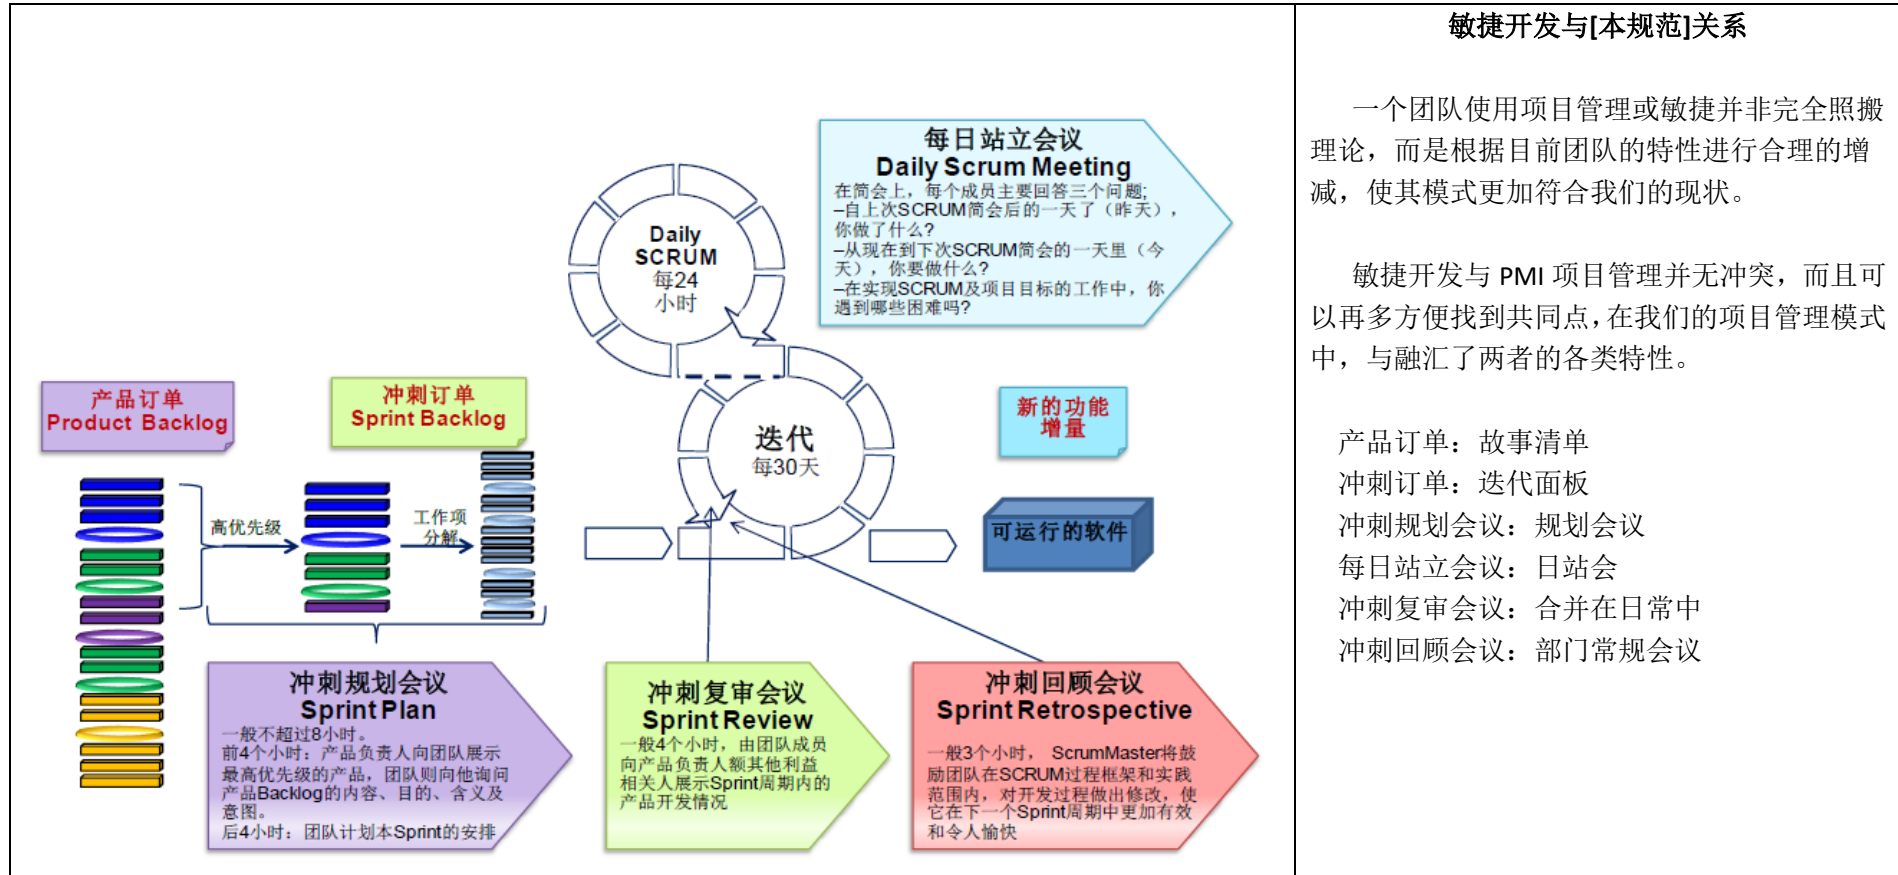 每日站立会议
Daily Scrum Meeting
在简会上，每个成员主要回答三个问题;
–自上次SCRUM简会后的一天了（昨天），
你做了什么?
–从现在到下次SCRUM简会的一天里（今
天），你要做什么?
–在实现SCRUM及项目目标的工作中，你
遇到哪些困难吗?
Daily
SCRUM
每24
小时
产品订单
Product Backlog
冲刺订单
Sprint Backlog
迭代
每30天
新的功能
增量
高优先级
工作项
分解
可运行的软件
冲刺规划会议
Sprint Plan
一般不超过8小时。
前4个小时：产品负责人向团队展示
最高优先级的产品，团队则向他询问
产品Backlog的内容、目的、含义及
意图。
后4小时：团队计划本Sprint的安排
冲刺复审会议
Sprint Review
一般4个小时，由团队成员
向产品负责人额其他利益
相关人展示Sprint周期内的
产品开发情况
冲刺回顾会议
Sprint Retrospective
一般3个小时， ScrumMaster将鼓
励团队在SCRUM过程框架和实践
范围内，对开发过程做出修改，使
它在下一个Sprint周期中更加有效
和令人愉快
敏捷开发与[本规范]关系
一个团队使用项目管理或敏捷并非完全照搬
理论，而是根据目前团队的特性进行合理的增
减，使其模式更加符合我们的现状。
敏捷开发与 PMI 项目管理并无冲突，而且可
以再多方便找到共同点，在我们的项目管理模式
中，与融汇了两者的各类特性。
产品订单：故事清单
冲刺订单：迭代面板
冲刺规划会议：规划会议
每日站立会议：日站会
冲刺复审会议：合并在日常中
冲刺回顾会议：部门常规会议